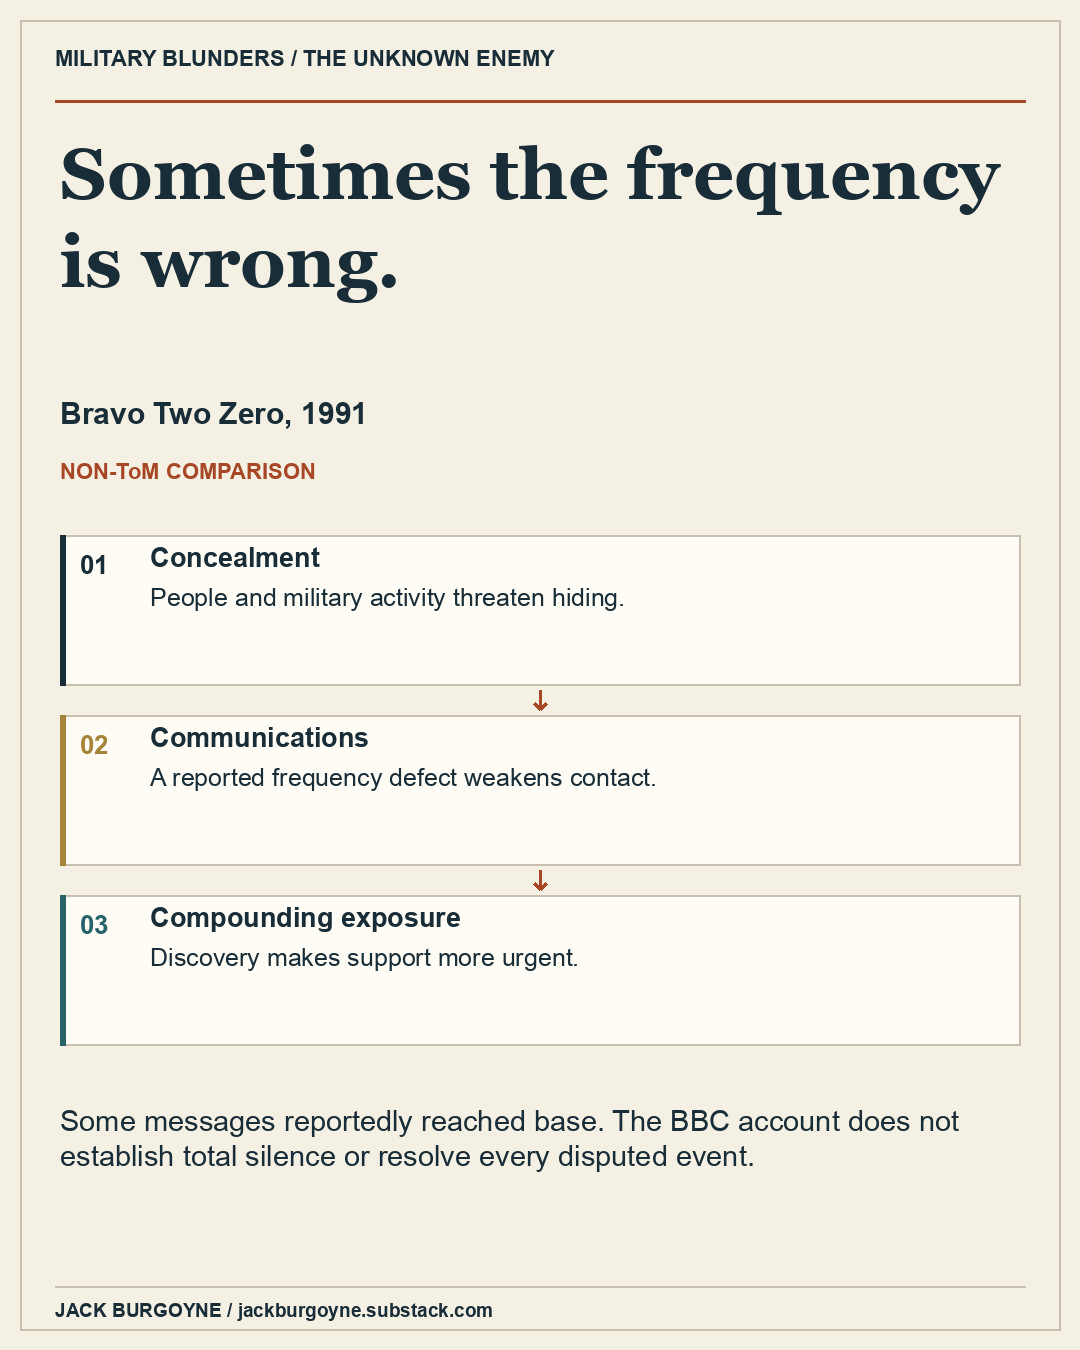 MILITARY BLUNDERS / THE UNKNOWN ENEMY
Sometimes the frequency
is wrong.
Bravo Two Zero, 1991
NON-ToM COMPARISON
01
Concealment
People and military activity threaten hiding.
02
Communications
A reported frequency defect weakens contact.
03
Compounding exposure
Discovery makes support more urgent.
Some messages reportedly reached base. The BBC account does not
establish total silence or resolve every disputed event.
JACK BURGOYNE / jackburgoyne.substack.com